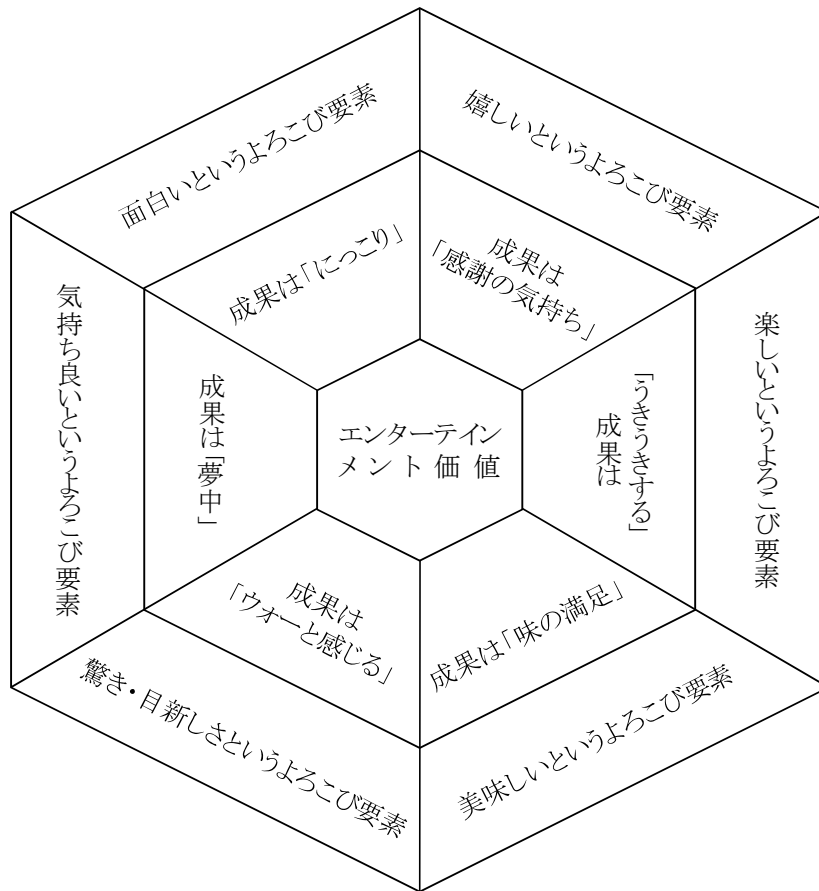 面白いというよろこび要素
嬉しいというよろこび要素
成果は「にっこり」
成果は
「感謝の気持ち」
気持ち良いというよろこび要素
成果は「夢中」
エンターテイン
メント価値
「うきうきする」
成果は
楽しいというよろこび要素
成果は
「ウォーと感じる」
成果は「味の満足」
驚き・目新しさというよろこび要素
美味しいというよろこび要素